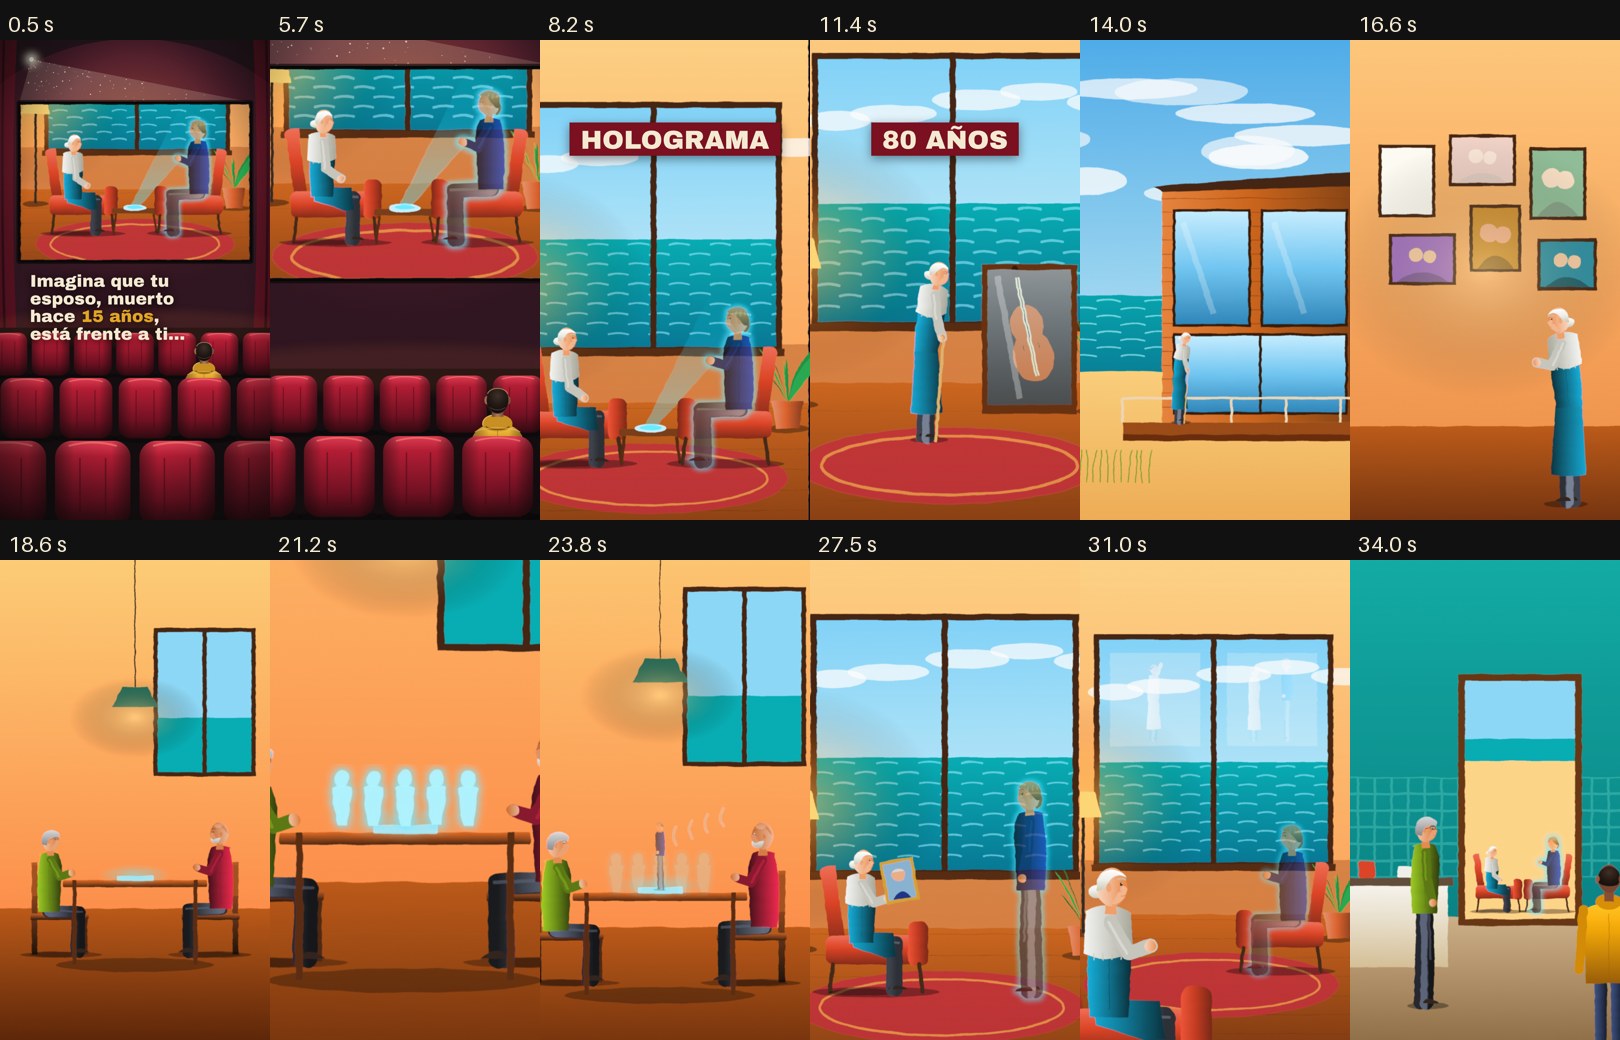 0.5 s
5.7 s
8.2 s
11.4 s
14.0 s
16.6 s
HOLOGRAMA
80 AÑOS
Imagina que tu
esposo, muerto
hace 15 años,
está frente a ti...
18.6 s
21.2 s
23.8 s
27.5 s
31.0 s
34.0 s